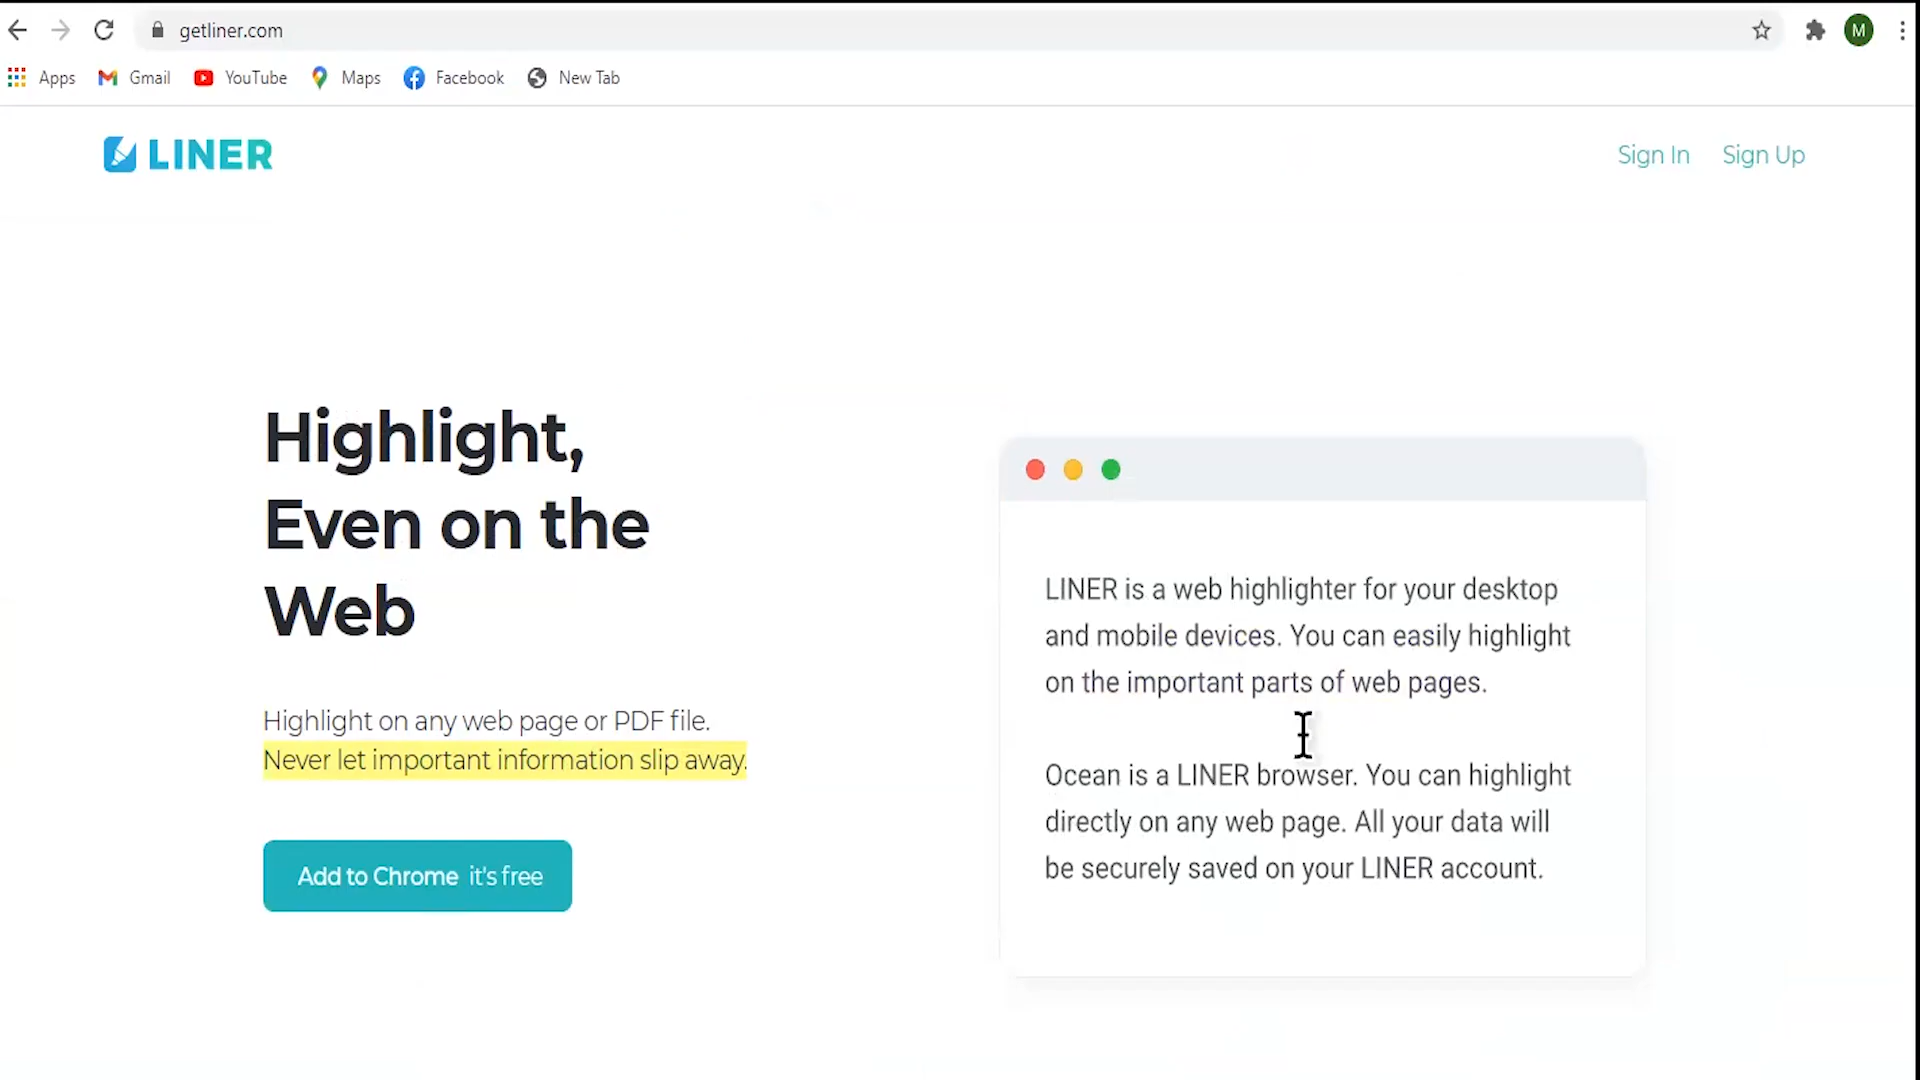 getliner.com
M
Apps Gmail YouTube Maps Facebook New Tab
LINER
Sign In Sign Up
Highlight,
Even on the
Web
Highlight on any web page or PDF file.
Never let important information slip away.
Add to Chrome it's free
LINER is a web highlighter for your desktop
and mobile devices. You can easily highlight
on the important parts of web pages.
Ocean is a LINER browser. You can highlight
directly on any web page. All your data will
be securely saved on your LINER account.